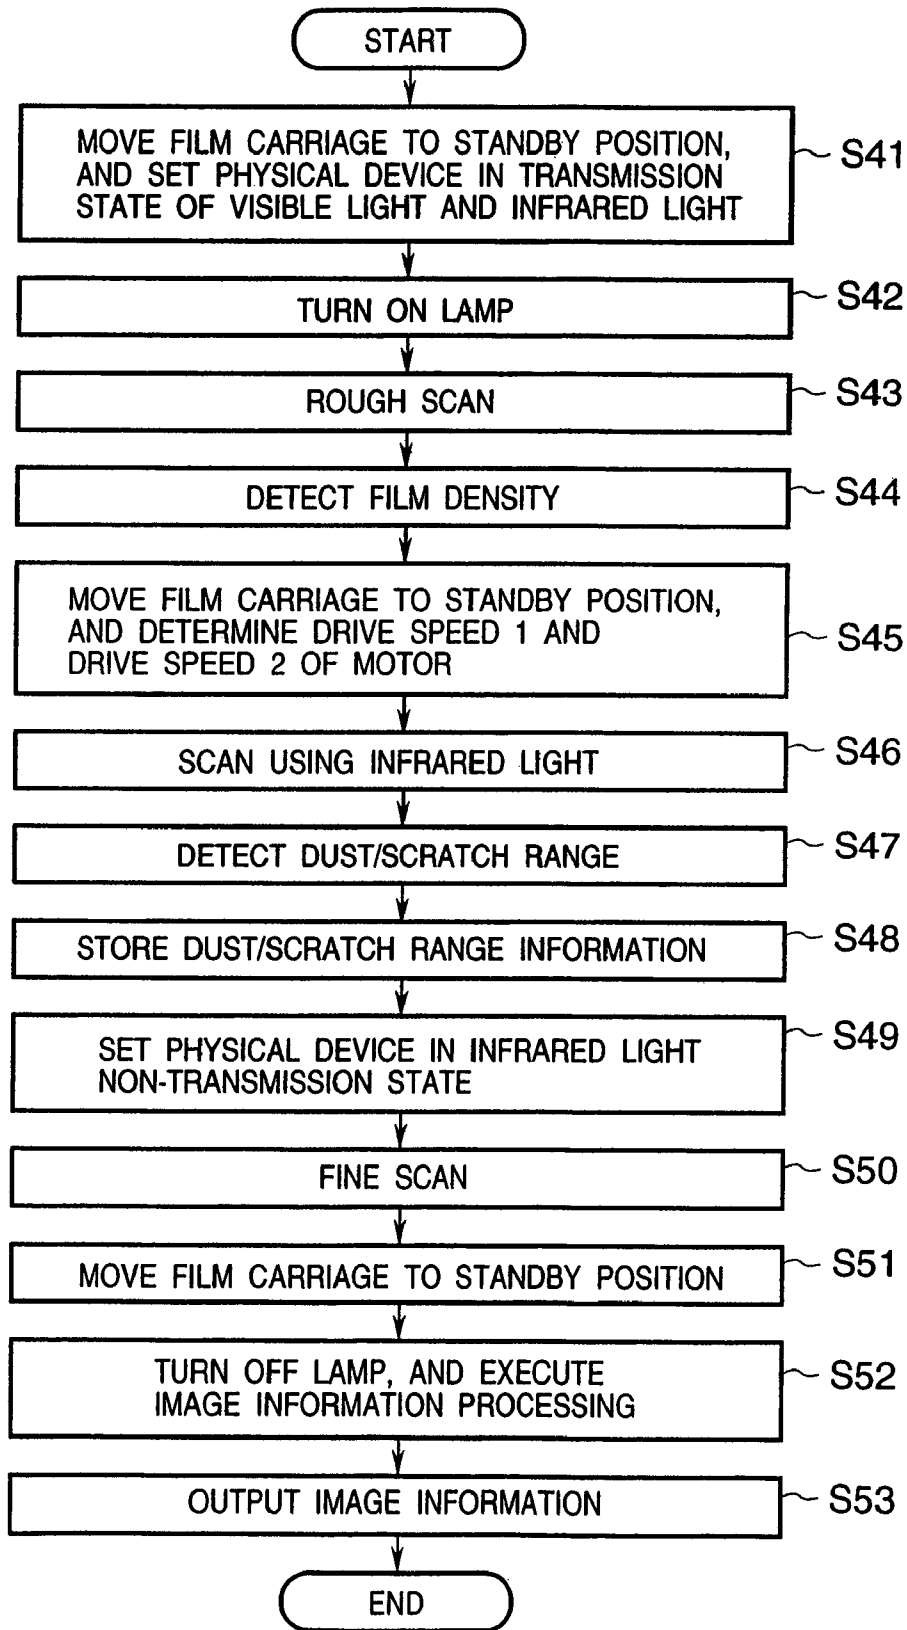 START
MOVE FILM CARRIAGE TO STANDBY POSITION,
AND SET PHYSICAL DEVICE IN TRANSMISSION
STATE OF VISIBLE LIGHT AND INFRARED LIGHT
S41
TURN ON LAMP
S42
ROUGH SCAN
S43
DETECT FILM DENSITY
S44
MOVE FILM CARRIAGE TO STANDBY POSITION,
AND DETERMINE DRIVE SPEED 1 AND
DRIVE SPEED 2 OF MOTOR
S45
SCAN USING INFRARED LIGHT
S46
DETECT DUST/SCRATCH RANGE
S47
STORE DUST/SCRATCH RANGE INFORMATION
S48
SET PHYSICAL DEVICE IN INFRARED LIGHT
NON-TRANSMISSION STATE
S49
FINE SCAN
S50
MOVE FILM CARRIAGE TO STANDBY POSITION
S51
TURN OFF LAMP, AND EXECUTE
IMAGE INFORMATION PROCESSING
S52
OUTPUT IMAGE INFORMATION
S53
END